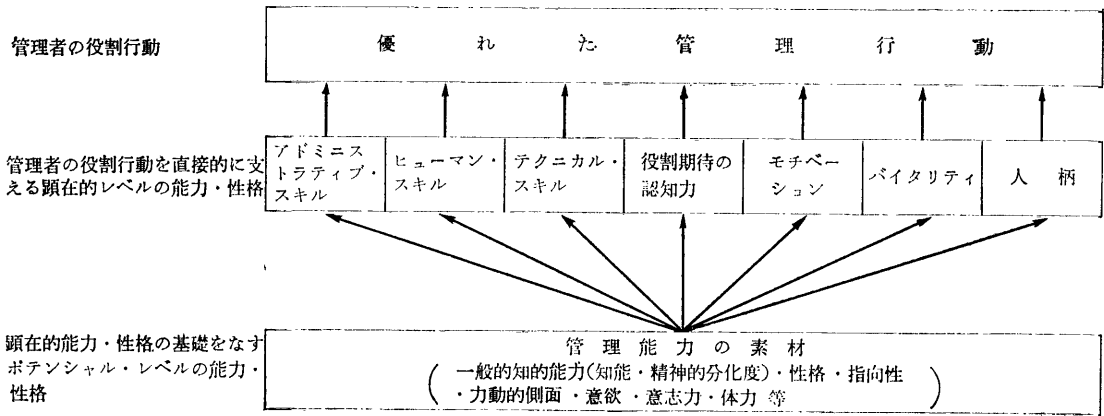 管理者の役割行動
優れた管理行動
管理者の役割行動を直接的に支
える顕在的レベルの能力・性格
アドミニス
トラティブ・
スキル
ヒューマン・
スキル
テクニカル・
スキル
役割期待の
認知力
モチベー
ション
バイタリティ
人柄
顕在的能力・性格の基礎をなす
ポテンシャル・レベルの能力・
性格
管理能力の素材
(一般的知的能力(知能・精神的分化度)・性格・指向性
・力動的側面・意欲・意志力・体力等)